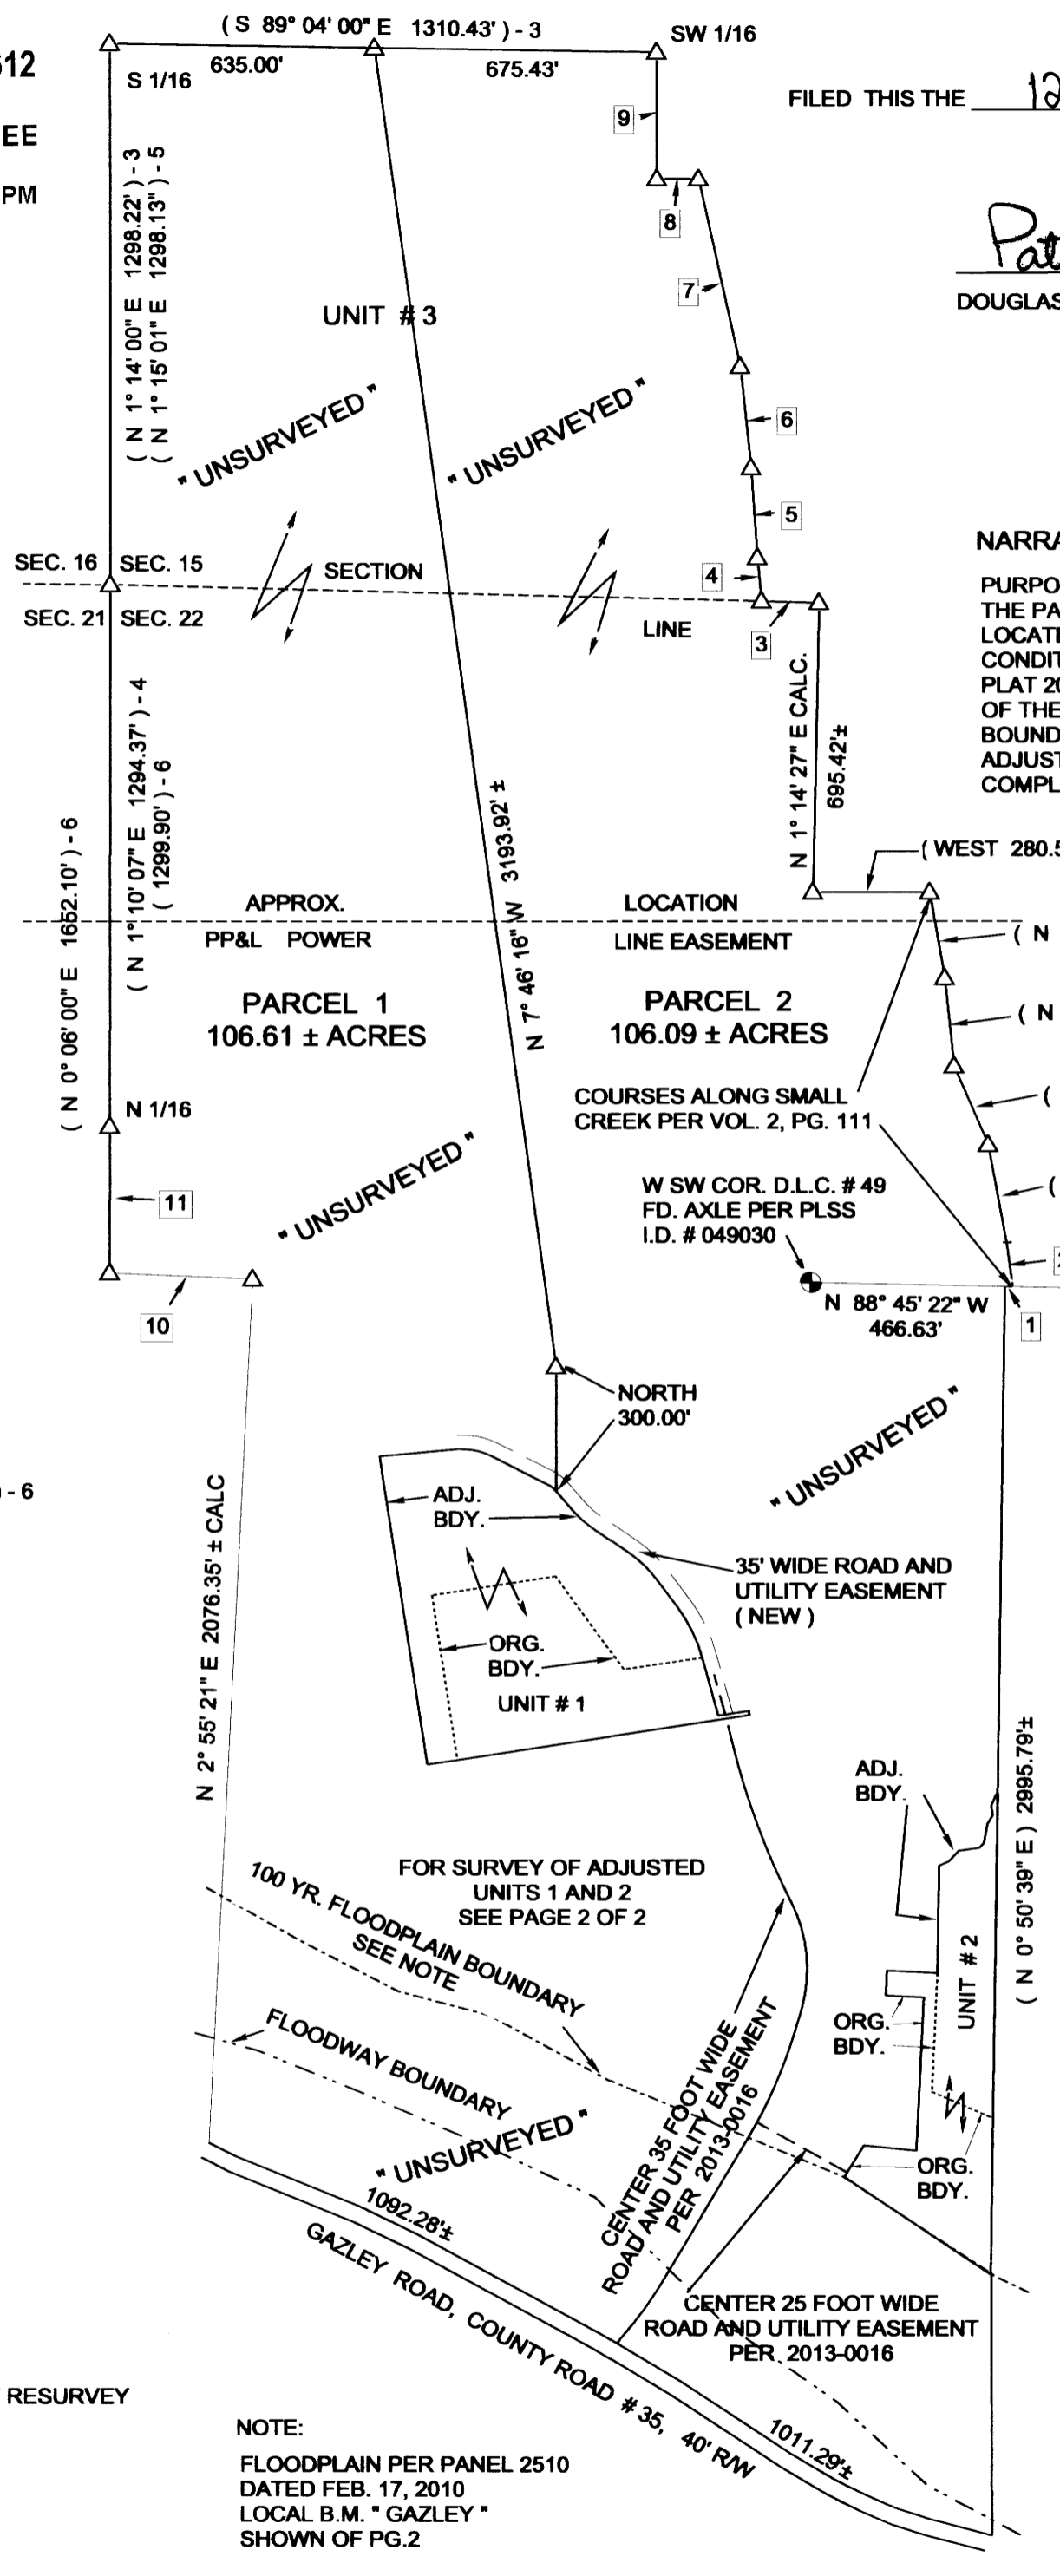 ( S 89° 04' 00" E 1310.43' ) - 3
635.00'
675.43'
SW 1/16
S 1/16
612
EE
PM
FILED THIS THE 12
Pat
DOUGLAS
9
8
7
6
5
4
3
( N 1° 14' 00" E 1298.22' ) - 3
( N 1° 15' 01" E 1298.13" ) - 5
UNIT # 3
" UNSURVEYED "
" UNSURVEYED "
SEC. 16
SEC. 15
SECTION
LINE
SEC. 21
SEC. 22
NARRA
PURPO
THE PA
LOCATI
CONDIT
PLAT 20
OF THE
BOUND
ADJUST
COMPL
N 1° 14' 27" E CALC.
695.42'±
( WEST 280.5
( N 0° 06' 00" E 1652.10' ) - 6
( N 1° 10' 07" E 1294.37' ) - 4
( 1299.90' ) - 6
N 7° 46' 16" W 3193.92' ±
APPROX.
LOCATION
PP&L POWER
LINE EASEMENT
( N
( N
(
(
PARCEL 1
106.61 ± ACRES
PARCEL 2
106.09 ± ACRES
COURSES ALONG SMALL
CREEK PER VOL. 2, PG. 111
N 1/16
11
10
" UNSURVEYED "
W SW COR. D.L.C. # 49
FD. AXLE PER PLSS
I.D. # 049030
2
1
N 88° 45' 22" W
466.63'
NORTH
300.00'
" UNSURVEYED "
- 6
ADJ.
BDY.
35' WIDE ROAD AND
UTILITY EASEMENT
( NEW )
ORG.
BDY.
UNIT # 1
N 2° 55' 21" E 2076.35' ± CALC
( N 0° 50' 39" E ) 2995.79'±
ADJ.
BDY.
FOR SURVEY OF ADJUSTED
UNITS 1 AND 2
SEE PAGE 2 OF 2
100 YR. FLOODPLAIN BOUNDARY
SEE NOTE
FLOODWAY BOUNDARY
UNIT # 2
ORG.
BDY.
ORG.
BDY.
CENTER 35 FOOT WIDE
ROAD AND UTILITY EASEMENT
PER 2013-0016
" UNSURVEYED "
1092.28'±
GAZLEY ROAD, COUNTY ROAD # 35, 40' R/W
CENTER 25 FOOT WIDE
ROAD AND UTILITY EASEMENT
PER 2013-0016
1011.29'±
RESURVEY
NOTE:
FLOODPLAIN PER PANEL 2510
DATED FEB. 17, 2010
LOCAL B.M. " GAZLEY "
SHOWN OF PG.2